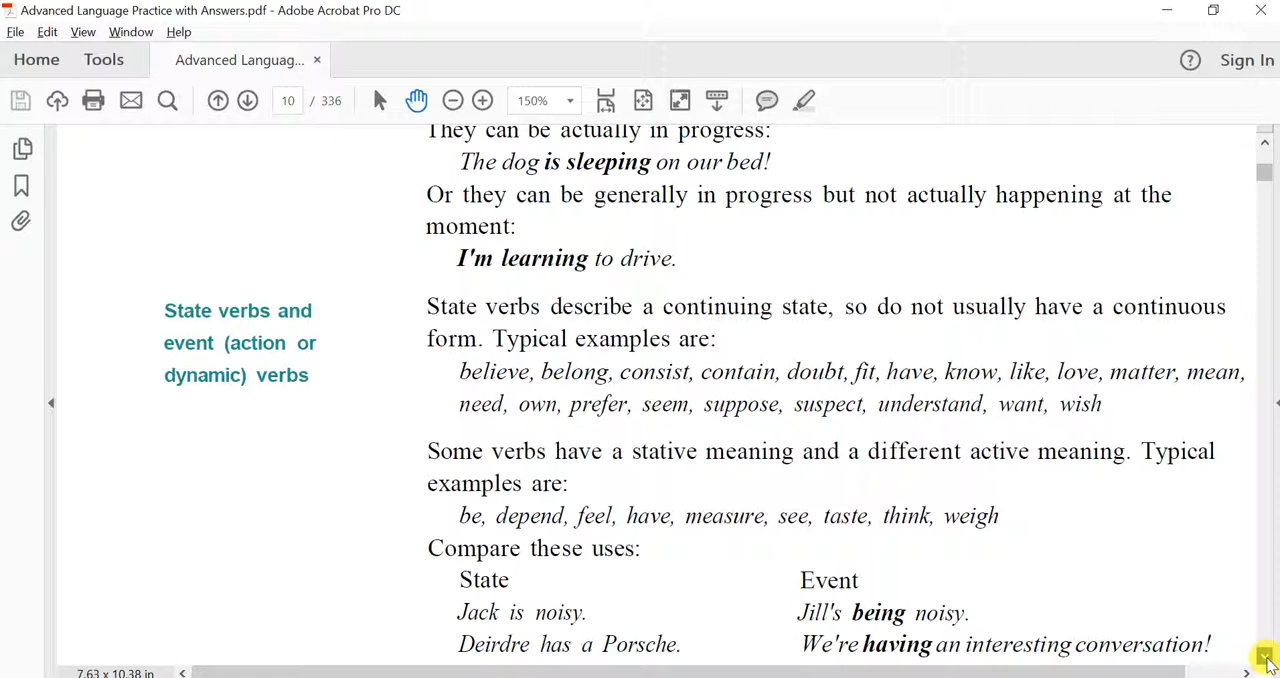 Advanced Language Practice with Answers.pdf - Adobe Acrobat Pro DC
File Edit View Window Help
Home Tools Advanced Languag... ×
? Sign In
10 / 336 150%
They can be actually in progress:
The dog is sleeping on our bed!
Or they can be generally in progress but not actually happening at the
moment:
I'm learning to drive.
State verbs and
event (action or
dynamic) verbs
State verbs describe a continuing state, so do not usually have a continuous
form. Typical examples are:
believe, belong, consist, contain, doubt, fit, have, know, like, love, matter, mean,
need, own, prefer, seem, suppose, suspect, understand, want, wish
Some verbs have a stative meaning and a different active meaning. Typical
examples are:
be, depend, feel, have, measure, see, taste, think, weigh
Compare these uses:
State Event
Jack is noisy. Jill's being noisy.
Deirdre has a Porsche. We're having an interesting conversation!
7.63 x 10.38 in